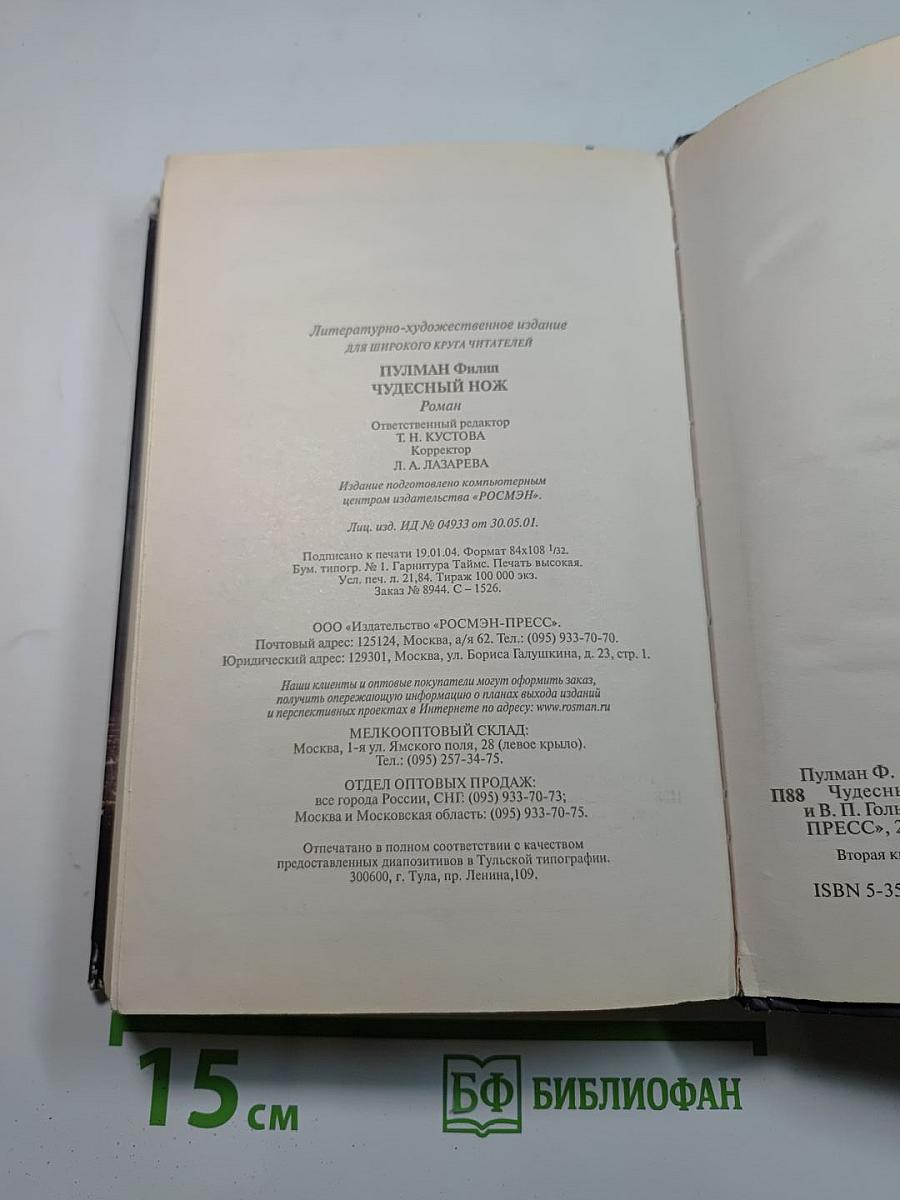 Литературно-художественное издание
ДЛЯ ШИРОКОГО КРУГА ЧИТАТЕЛЕЙ
ПУЛМАН Филип
ЧУДЕСНЫЙ НОЖ
Роман
Ответственный редактор
Т. Н. КУСТОВА
Корректор
Л. А. ЛАЗАРЕВА
Издание подготовлено компьютерным
центром издательства «РОСМЭН».
Лиц. изд. ИД № 04933 от 30.05.01.
Подписано к печати 19.01.04. Формат 84х108 1/32.
Бум. типогр. № 1. Гарнитура Таймс. Печать высокая.
Усл. печ. л. 21,84. Тираж 100 000 экз.
Заказ № 8944. С – 1526.
ООО «Издательство «РОСМЭН-ПРЕСС».
Почтовый адрес: 125124, Москва, а/я 62. Тел.: (095) 933-70-70.
Юридический адрес: 129301, Москва, ул. Бориса Галушкина, д. 23, стр. 1.
Наши клиенты и оптовые покупатели могут оформить заказ,
получить опережающую информацию о планах выхода изданий
и перспективных проектах в Интернете по адресу: www.rosman.ru
МЕЛКООПТОВЫЙ СКЛАД:
Москва, 1-я ул. Ямского поля, 28 (левое крыло).
Тел.: (095) 257-34-75.
ОТДЕЛ ОПТОВЫХ ПРОДАЖ:
все города России, СНГ: (095) 933-70-73;
Москва и Московская область: (095) 933-70-75.
Отпечатано в полном соответствии с качеством
предоставленных диапозитивов в Тульской типографии.
300600, г. Тула, пр. Ленина,109.
Пулман Ф.
П88 Чудесны
и В. П. Голы
ПРЕСС», 2
Вторая к
ISBN 5-35
15 см
БФ БИБЛИОФАН